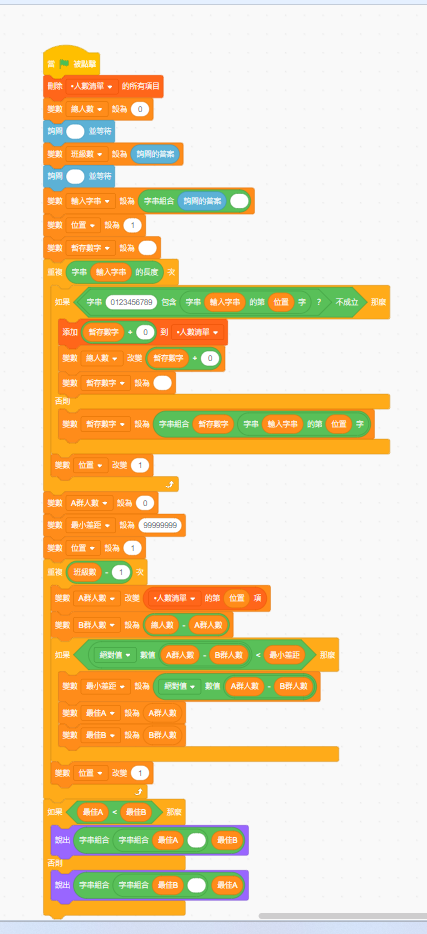 當 被點擊
刪除 人數清單 的所有項目
變數 總人數 設為 0
詢問 並等待
變數 班級數 設為 詢問的答案
詢問 並等待
變數 輸入字串 設為 字串組合 詢問的答案
變數 位置 設為 1
變數 暫存數字 設為
重複 字串 輸入字串 的長度 次
如果 字串 0123456789 包含 字串 輸入字串 的第 位置 字 ? 不成立 那麼
添加 暫存數字 + 0 到 人數清單
變數 總人數 改變 暫存數字 + 0
變數 暫存數字 設為
否則
變數 暫存數字 設為 字串組合 暫存數字 字串 輸入字串 的第 位置 字
變數 位置 改變 1
變數 A群人數 設為 0
變數 最小差距 設為 99999999
變數 位置 設為 1
重複 班級數 - 1 次
變數 A群人數 改變 人數清單 的第 位置 項
變數 B群人數 設為 總人數 - A群人數
如果 絕對值 數值 A群人數 - B群人數 < 最小差距 那麼
變數 最小差距 設為 絕對值 數值 A群人數 - B群人數
變數 最佳A 設為 A群人數
變數 最佳B 設為 B群人數
變數 位置 改變 1
如果 最佳A < 最佳B 那麼
說出 字串組合 字串組合 最佳A 最佳B
否則
說出 字串組合 字串組合 最佳B 最佳A